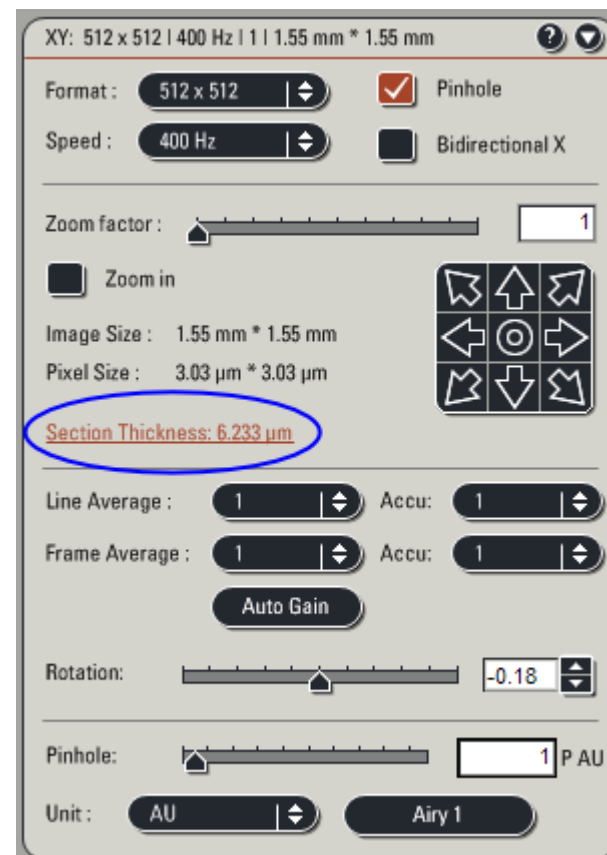 XY: 512 x 512 | 400 Hz | 1 | 1.55 mm * 1.55 mm ?
Format : 512 x 512 Pinhole
Speed : 400 Hz Bidirectional X
Zoom factor : 1
Zoom in
Image Size : 1.55 mm * 1.55 mm
Pixel Size : 3.03 µm * 3.03 µm
Section Thickness: 6.233 µm
Line Average : 1 Accu: 1
Frame Average : 1 Accu: 1
Auto Gain
Rotation: -0.18
Pinhole: 1 P AU
Unit : AU Airy 1